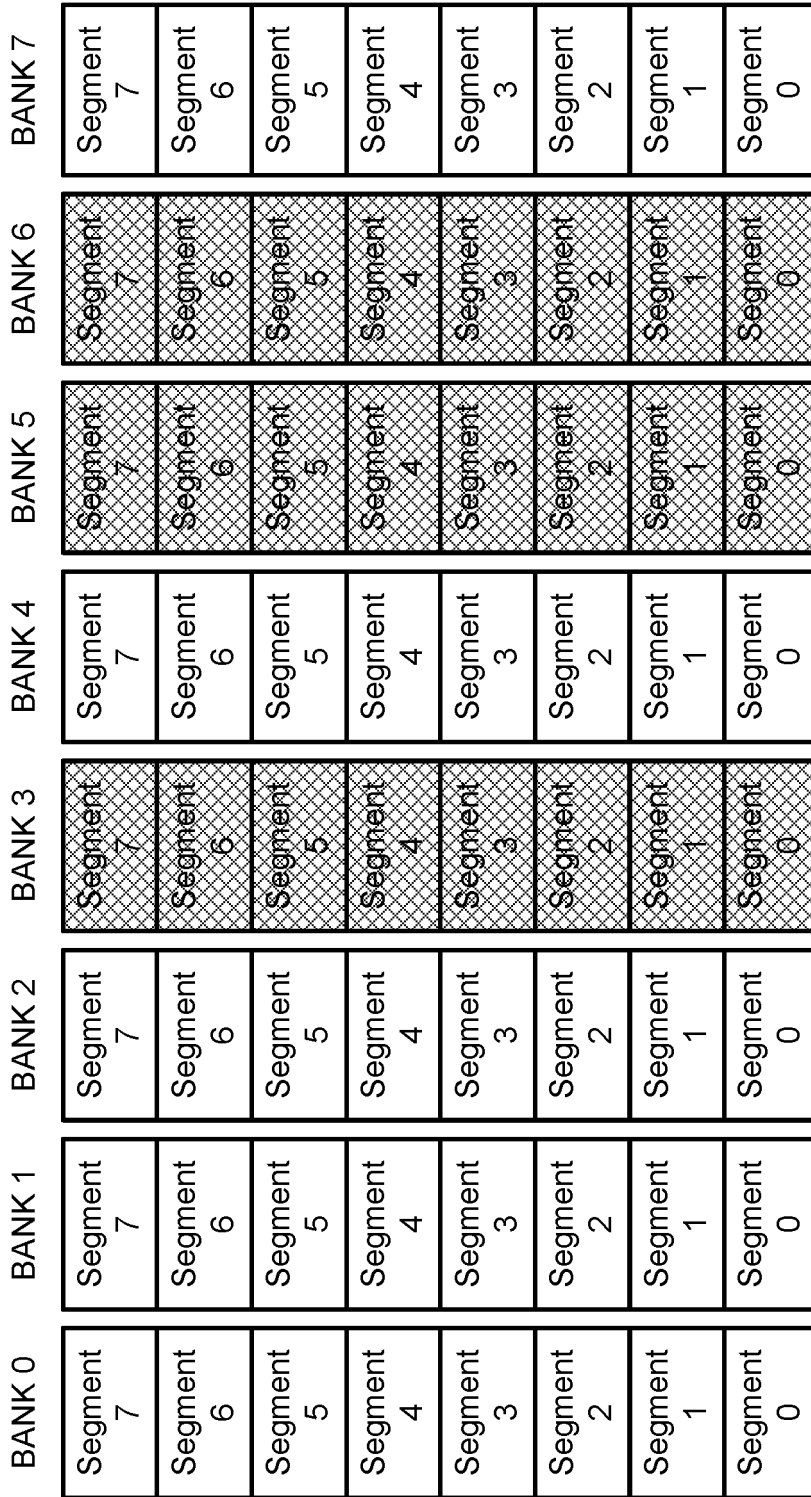 BANK 0 BANK 1 BANK 2 BANK 3 BANK 4 BANK 5 BANK 6 BANK 7
Segment Segment Segment Segment Segment Segment Segment Segment
7 7 7 7 7 7 7 7
Segment Segment Segment Segment Segment Segment Segment Segment
6 6 6 6 6 6 6 6
Segment Segment Segment Segment Segment Segment Segment Segment
5 5 5 5 5 5 5 5
Segment Segment Segment Segment Segment Segment Segment Segment
4 4 4 4 4 4 4 4
Segment Segment Segment Segment Segment Segment Segment Segment
3 3 3 3 3 3 3 3
Segment Segment Segment Segment Segment Segment Segment Segment
2 2 2 2 2 2 2 2
Segment Segment Segment Segment Segment Segment Segment Segment
1 1 1 1 1 1 1 1
Segment Segment Segment Segment Segment Segment Segment Segment
0 0 0 0 0 0 0 0